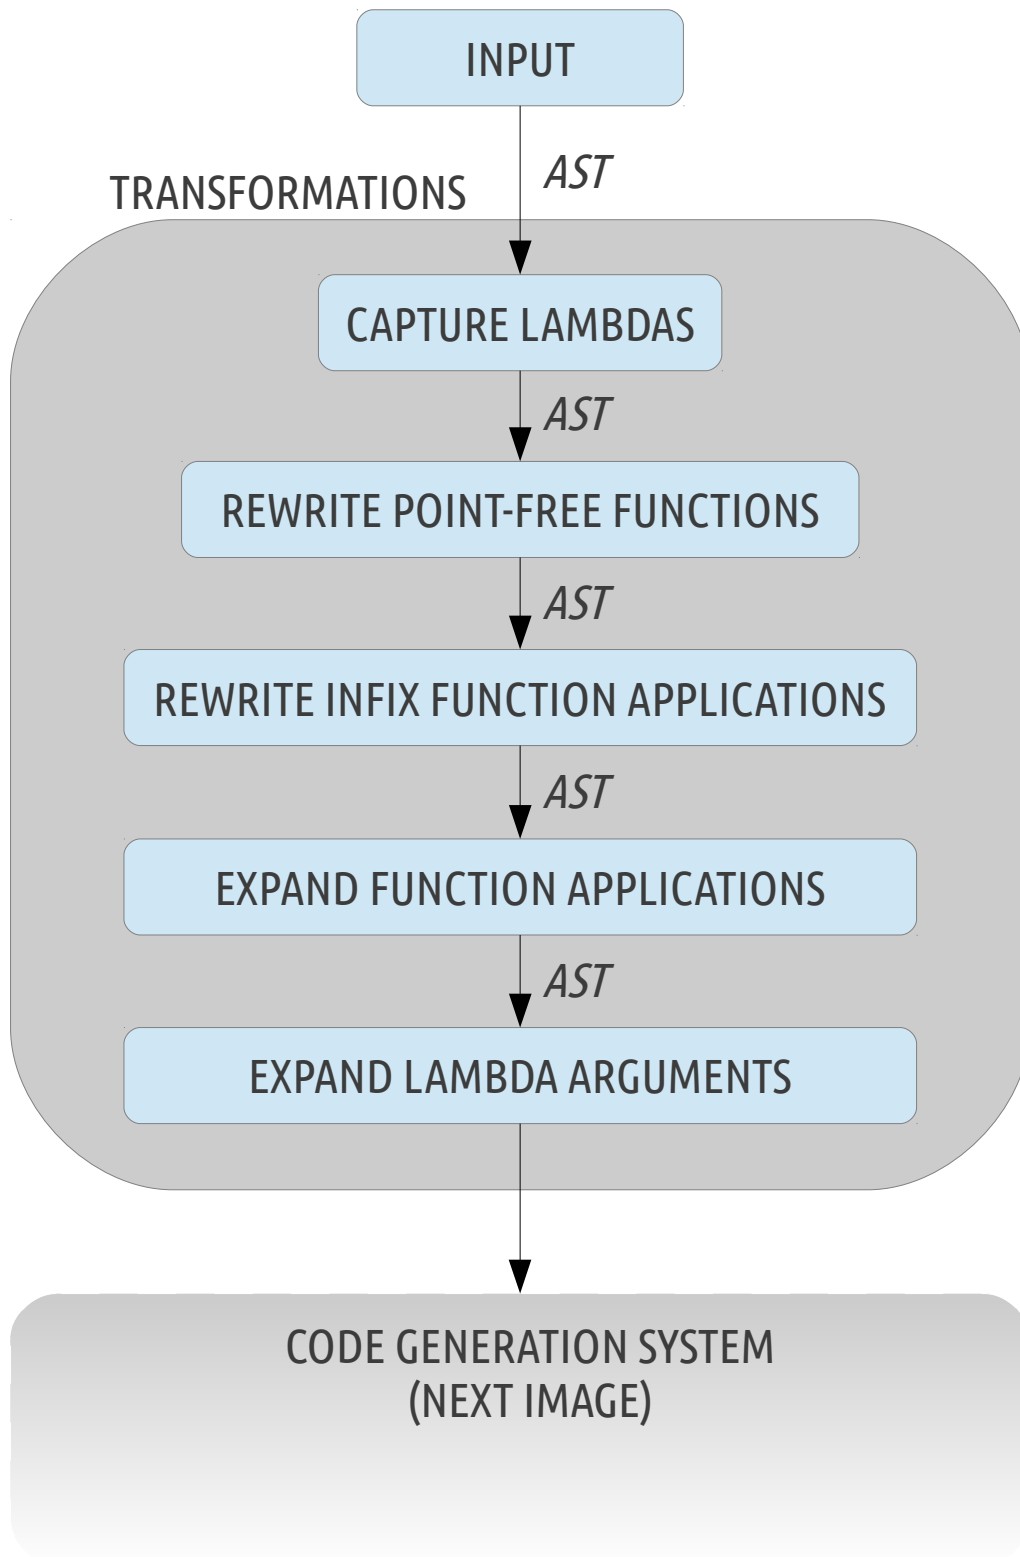 INPUT
AST
TRANSFORMATIONS
CAPTURE LAMBDAS
AST
REWRITE POINT-FREE FUNCTIONS
AST
REWRITE INFIX FUNCTION APPLICATIONS
AST
EXPAND FUNCTION APPLICATIONS
AST
EXPAND LAMBDA ARGUMENTS
CODE GENERATION SYSTEM
(NEXT IMAGE)